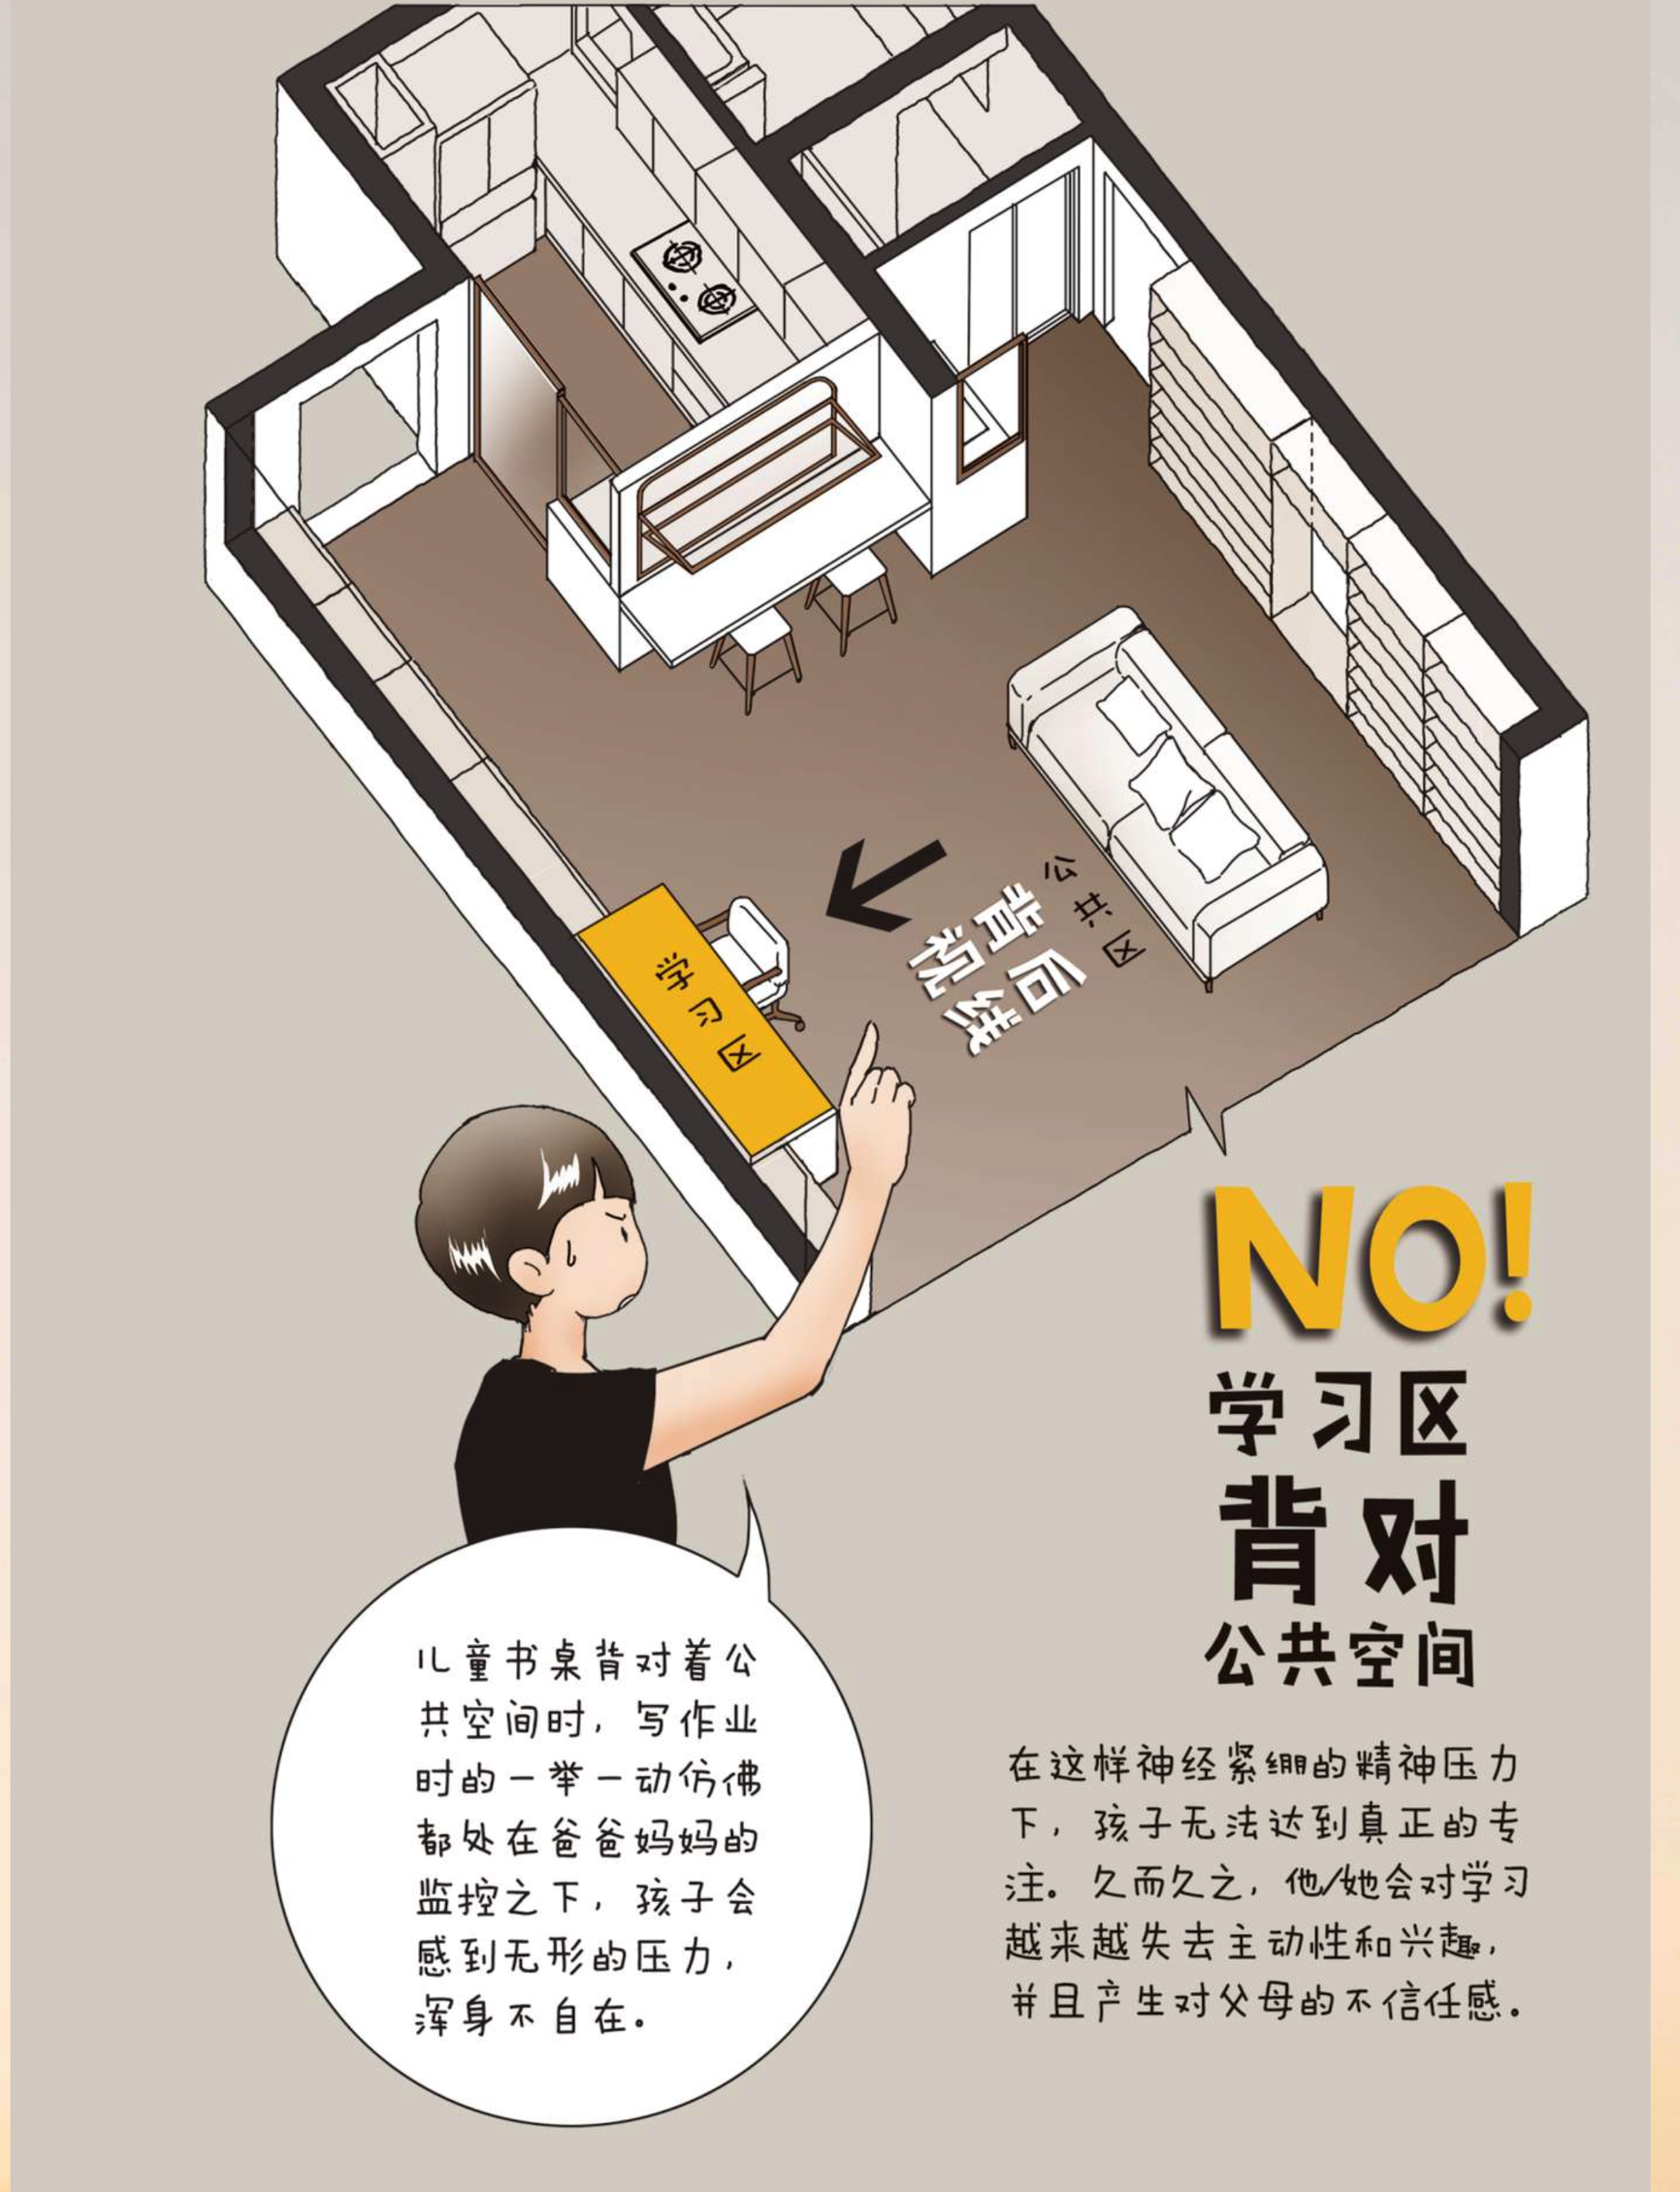 公共区
背后
视线
学习区
NO!
学习区
背对
公共空间
儿童书桌背对着公
共空间时，写作业
时的一举一动仿佛
都处在爸爸妈妈的
监控之下，孩子会
感到无形的压力，
浑身不自在。
在这样神经紧绷的精神压力
下，孩子无法达到真正的专
注。久而久之，他/她会对学习
越来越失去主动性和兴趣，
并且产生对父母的不信任感。